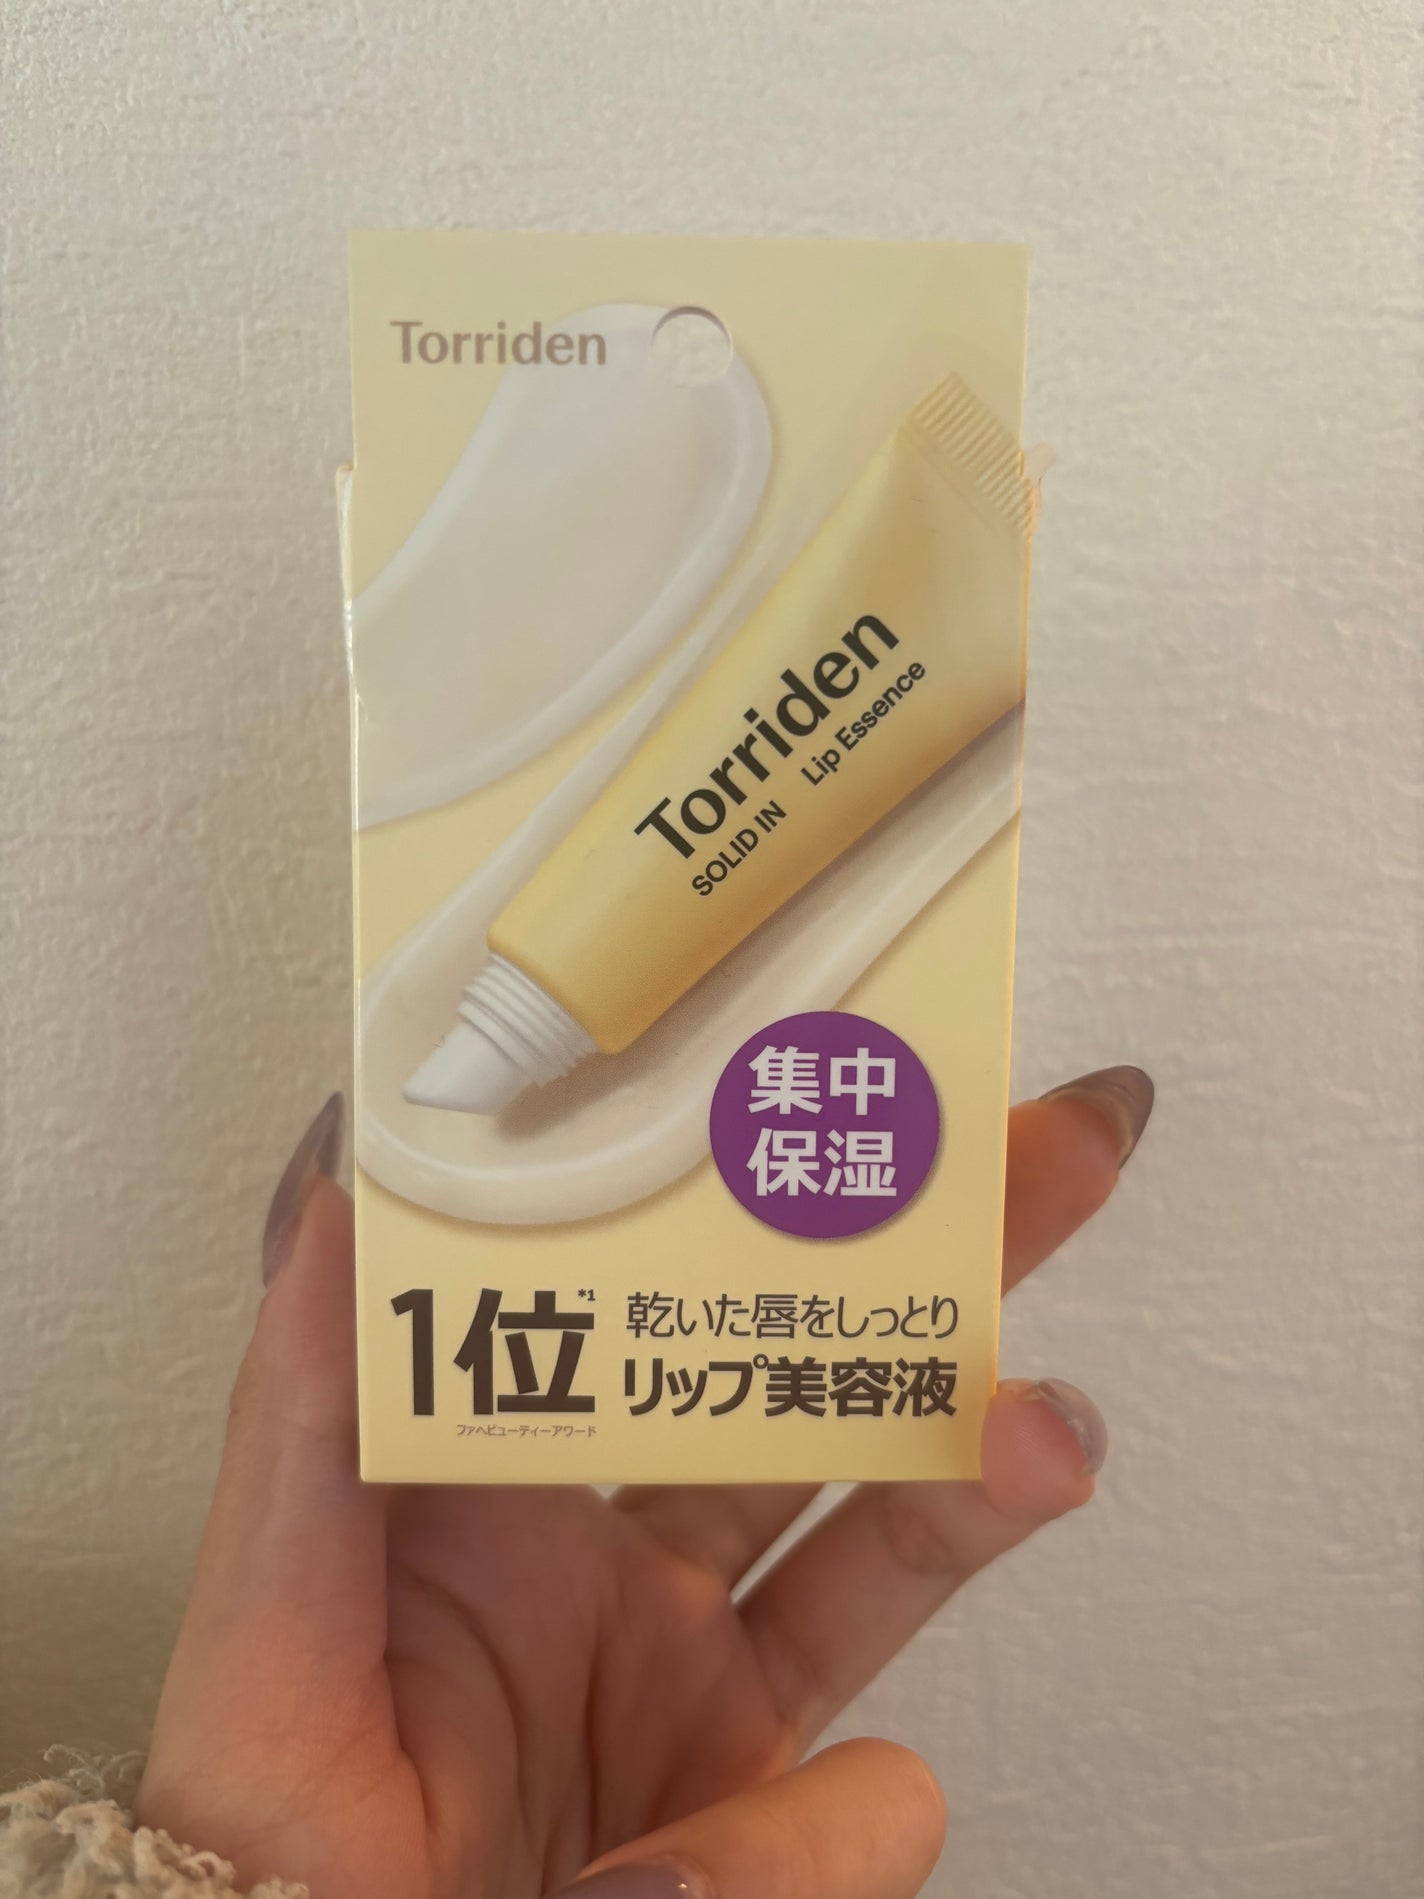 Torriden
Torriden
SOLID IN Lip Essence
集中
保湿
1位*1
ファヘビューティーアワード
乾いた唇をしっとり
リップ美容液